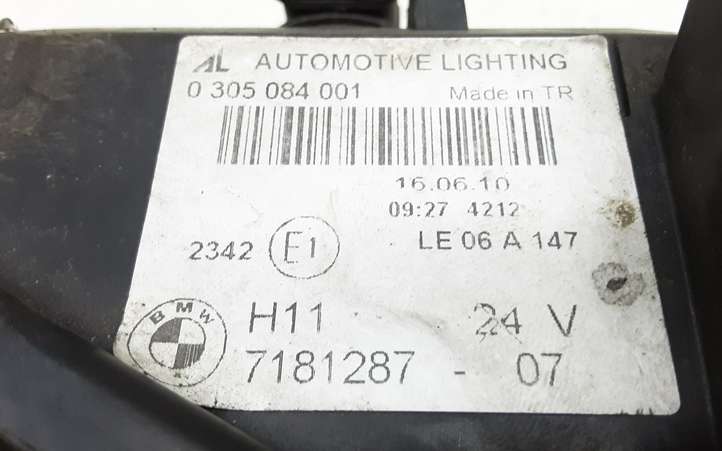 AL AUTOMOTIVE LIGHTING
0 305 084 001 Made in TR
16.06.10
09:27 4212
2342 E1 LE 06 A 147
BMW H11 24 V
7181287 - 07